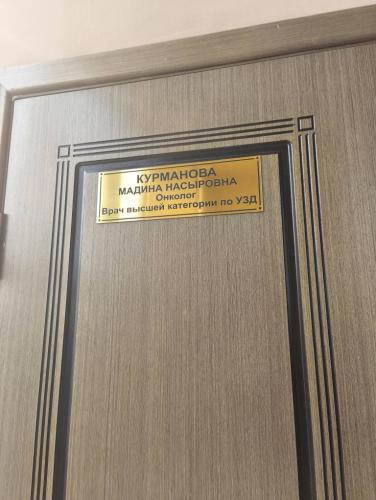 КУРМАНОВА
МАДИНА НАСЫРОВНА
Онколог
Врач высшей категории по УЗД